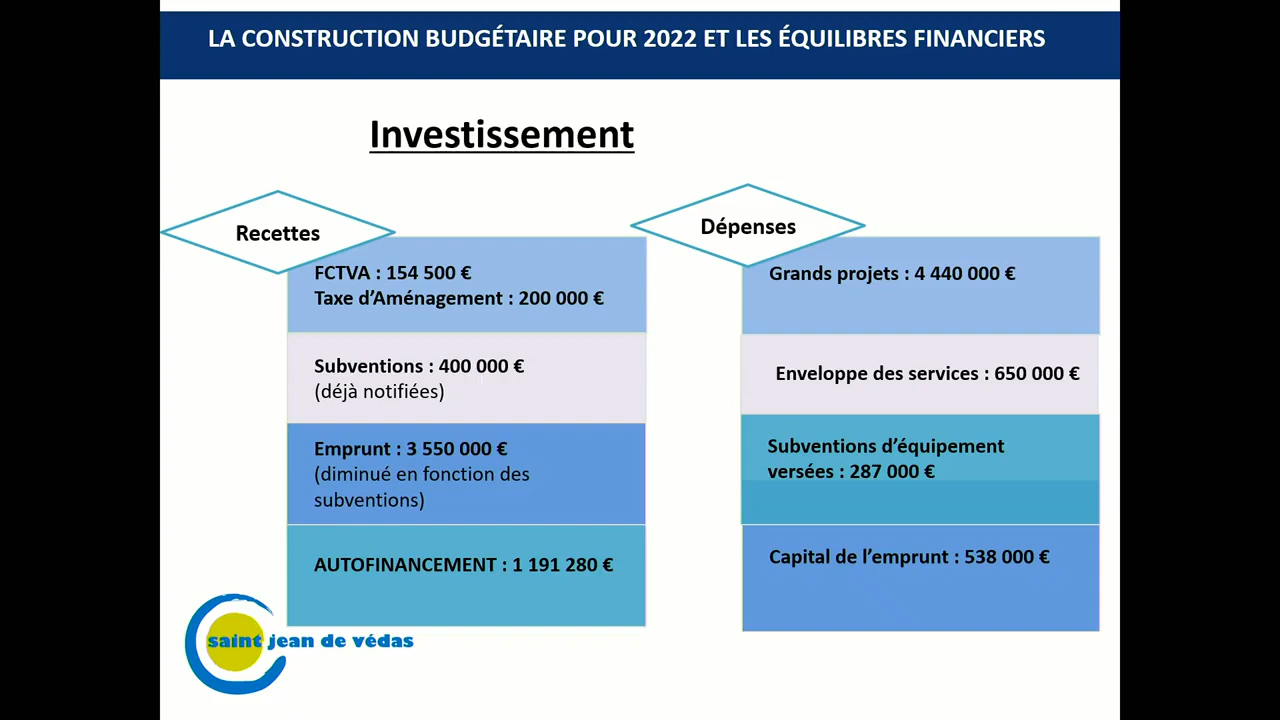 LA CONSTRUCTION BUDGÉTAIRE POUR 2022 ET LES ÉQUILIBRES FINANCIERS
Investissement
Recettes
FCTVA : 154 500 €
Taxe d’Aménagement : 200 000 €
Subventions : 400 000 €
(déjà notifiées)
Emprunt : 3 550 000 €
(diminué en fonction des
subventions)
AUTOFINANCEMENT : 1 191 280 €
Dépenses
Grands projets : 4 440 000 €
Enveloppe des services : 650 000 €
Subventions d’équipement
versées : 287 000 €
Capital de l’emprunt : 538 000 €
saint jean de védas